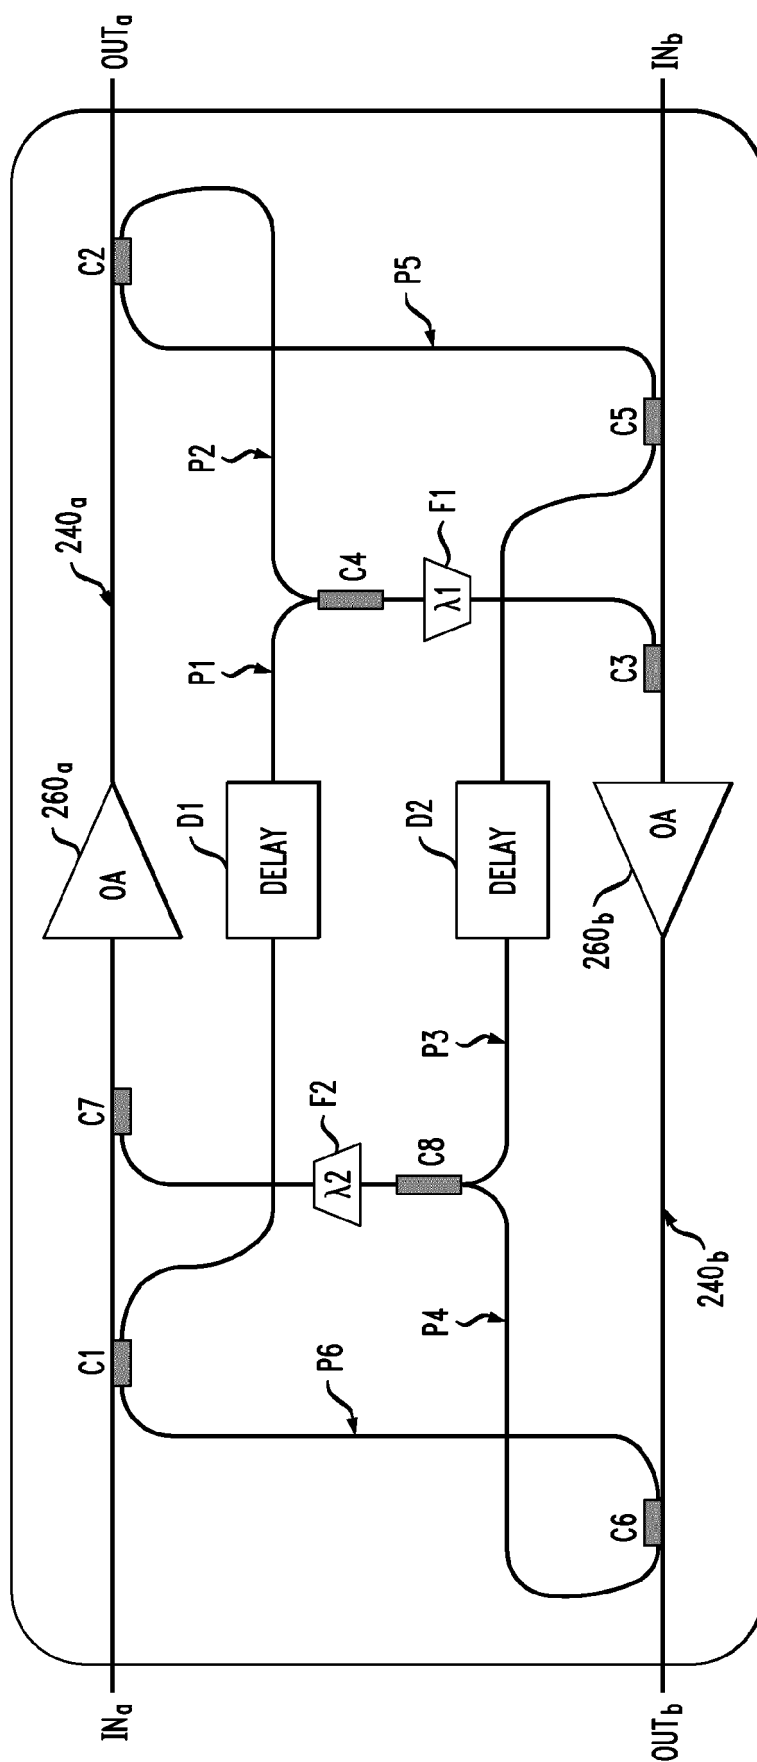 INa
OUTa
C1
C7
260a
OA
240a
C2
D1
DELAY
P1
P2
P6
F2
λ2
C8
C4
F1
λ1
P5
P4
P3
D2
DELAY
C6
240b
260b
OA
C3
C5
OUTb
INb